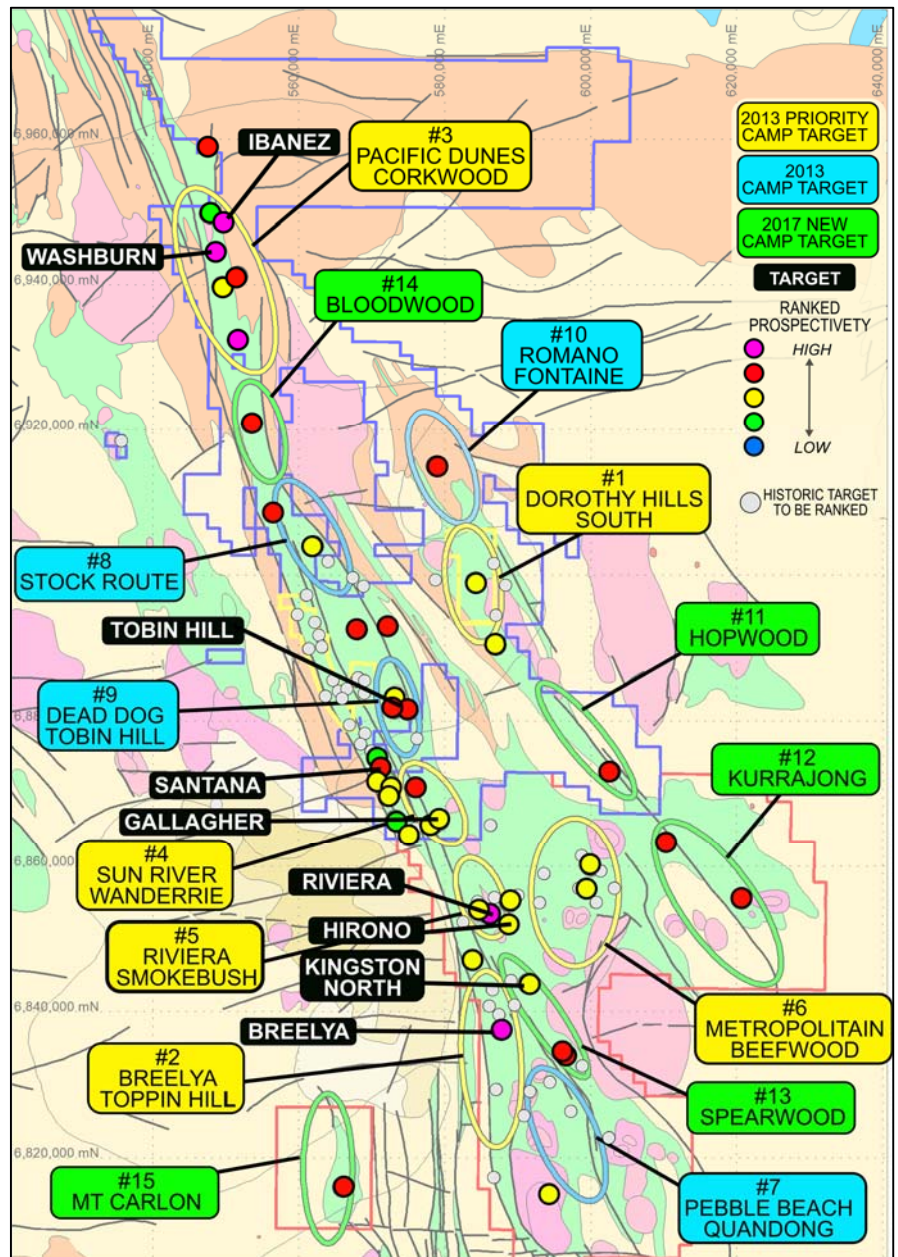 560,000 mE
580,000 mE
600,000 mE
620,000 mE
640,000 mE
6,960,000 mN
6,940,000 mN
6,920,000 mN
6,860,000 mN
6,840,000 mN
6,820,000 mN
2013 PRIORITY
CAMP TARGET
2013
CAMP TARGET
2017 NEW
CAMP TARGET
TARGET
RANKED
PROSPECTIVETY
HIGH
LOW
HISTORIC TARGET
TO BE RANKED
IBANEZ
#3
PACIFIC DUNES
CORKWOOD
WASHBURN
#14
BLOODWOOD
#10
ROMANO
FONTAINE
#1
DOROTHY HILLS
SOUTH
#8
STOCK ROUTE
TOBIN HILL
#11
HOPWOOD
#9
DEAD DOG
TOBIN HILL
#12
KURRAJONG
SANTANA
GALLAGHER
#4
SUN RIVER
WANDERRIE
RIVIERA
HIRONO
#5
RIVIERA
SMOKEBUSH
KINGSTON
NORTH
#6
METROPOLITAIN
BEEFWOOD
BREELYA
#2
BREELYA
TOPPIN HILL
#13
SPEARWOOD
#15
MT CARLON
#7
PEBBLE BEACH
QUANDONG